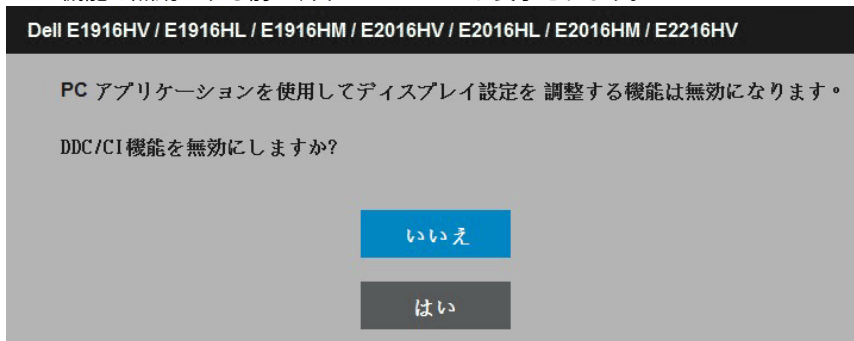 Dell E1916HV / E1916HL / E1916HM / E2016HV / E2016HL / E2016HM / E2216HV
PC アプリケーションを使用してディスプレイ設定を 調整する機能は無効になります。
DDC/CI機能を無効にしますか?
いいえ
はい